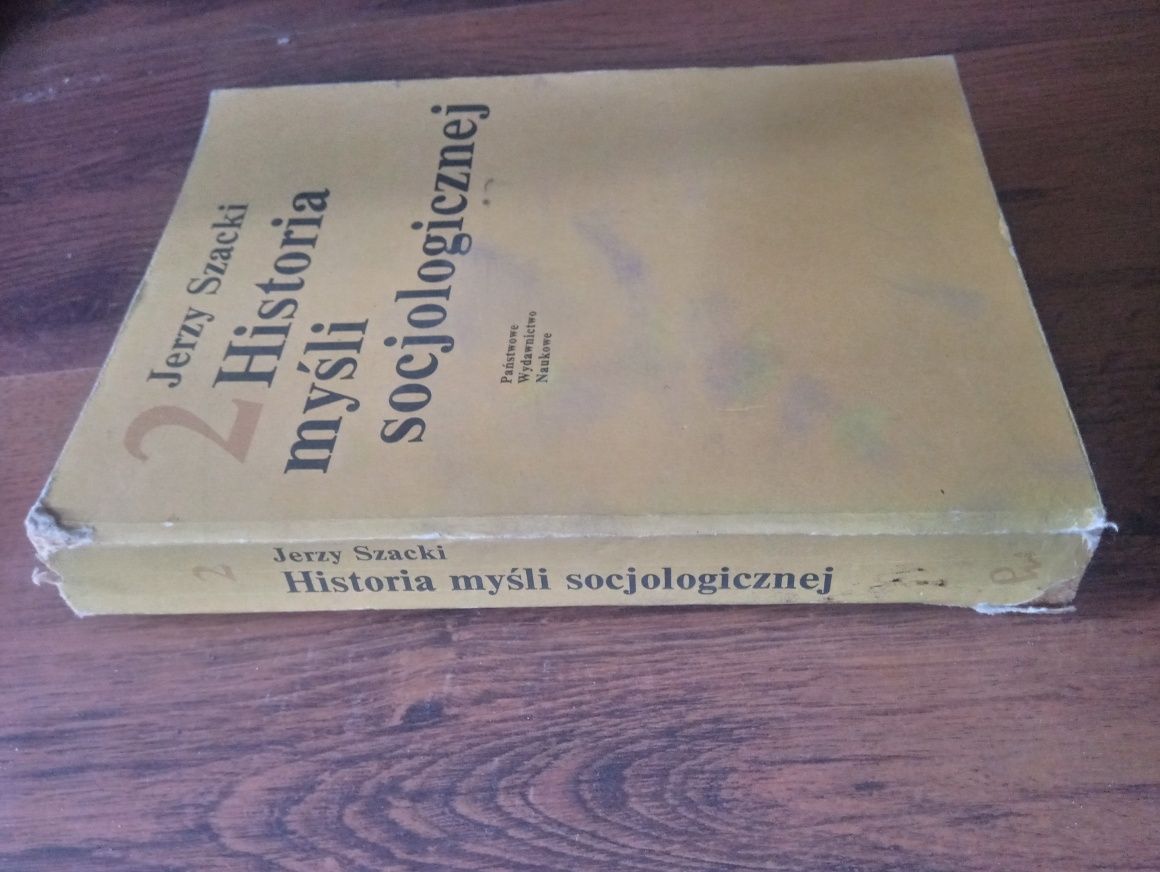 Jerzy Szacki
2 Historia
myśli
socjologicznej
Państwowe
Wydawnictwo
Naukowe
2
Jerzy Szacki
Historia myśli socjologicznej